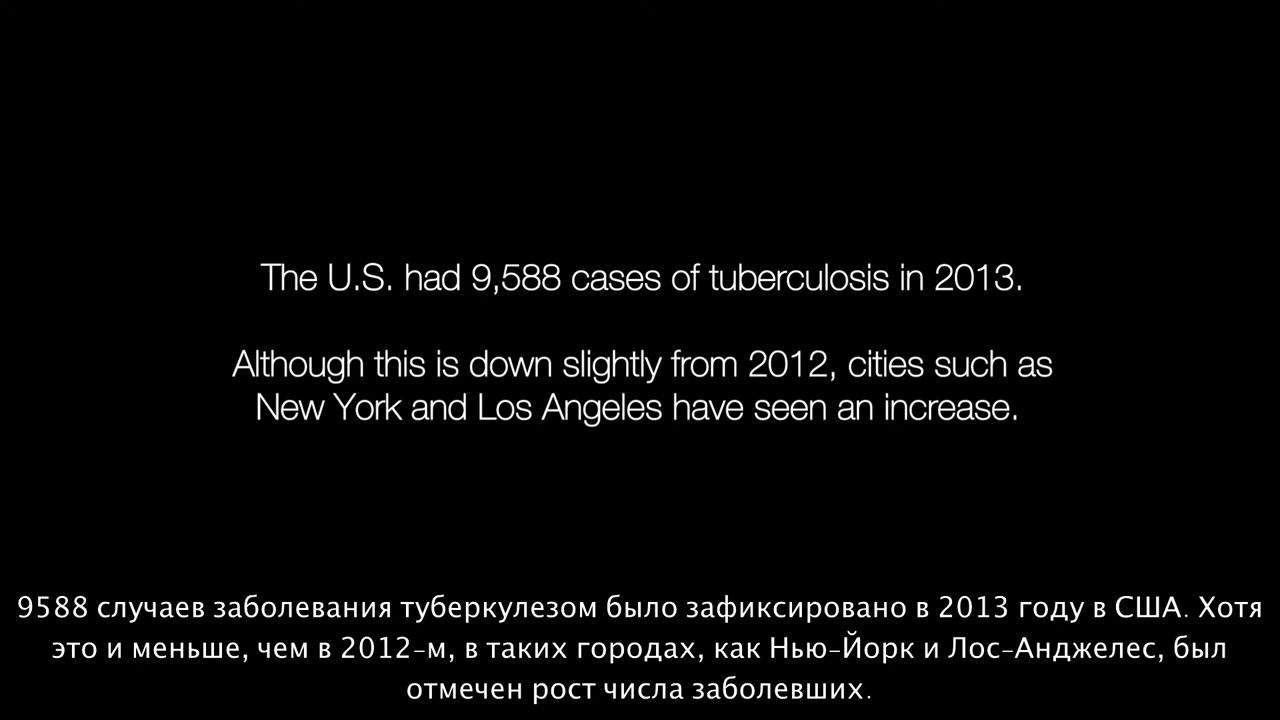 The U.S. had 9,588 cases of tuberculosis in 2013.
Although this is down slightly from 2012, cities such as
New York and Los Angeles have seen an increase.
9588 случаев заболевания туберкулезом было зафиксировано в 2013 году в США. Хотя
это и меньше, чем в 2012-м, в таких городах, как Нью-Йорк и Лос-Анджелес, был
отмечен рост числа заболевших.